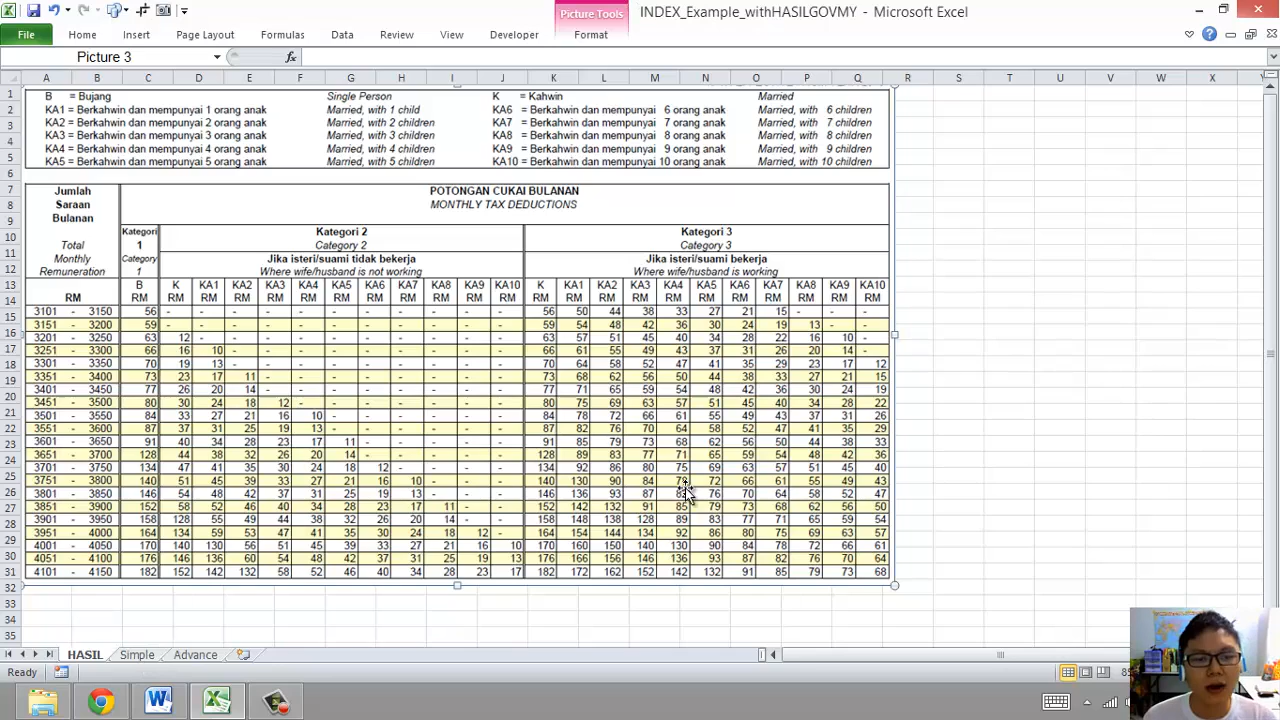 Picture Tools
INDEX_Example_withHASILGOVMY - Microsoft Excel
File Home Insert Page Layout Formulas Data Review View Developer Format
Picture 3 fx
A B C D E F G H I J K L M N O P Q R S T U V W X
B = Bujang Single Person K = Kahwin Married
KA1 = Berkahwin dan mempunyai 1 orang anak Married, with 1 child KA6 = Berkahwin dan mempunyai 6 orang anak Married, with 6 children
KA2 = Berkahwin dan mempunyai 2 orang anak Married, with 2 children KA7 = Berkahwin dan mempunyai 7 orang anak Married, with 7 children
KA3 = Berkahwin dan mempunyai 3 orang anak Married, with 3 children KA8 = Berkahwin dan mempunyai 8 orang anak Married, with 8 children
KA4 = Berkahwin dan mempunyai 4 orang anak Married, with 4 children KA9 = Berkahwin dan mempunyai 9 orang anak Married, with 9 children
KA5 = Berkahwin dan mempunyai 5 orang anak Married, with 5 children KA10 = Berkahwin dan mempunyai 10 orang anak Married, with 10 children
Jumlah
Saraan
Bulanan
Total
Monthly
Remuneration
RM
POTONGAN CUKAI BULANAN
MONTHLY TAX DEDUCTIONS
Kategori
1
Category
1
Kategori 2
Category 2
Jika isteri/suami tidak bekerja
Where wife/husband is not working
Kategori 3
Category 3
Jika isteri/suami bekerja
Where wife/husband is working
B K KA1 KA2 KA3 KA4 KA5 KA6 KA7 KA8 KA9 KA10 K KA1 KA2 KA3 KA4 KA5 KA6 KA7 KA8 KA9 KA10
RM RM RM RM RM RM RM RM RM RM RM RM RM RM RM RM RM RM RM RM RM RM RM
3101 - 3150 56 - - - - - - - - - - - 56 50 44 38 33 27 21 15 - - -
3151 - 3200 59 - - - - - - - - - - - 59 54 48 42 36 30 24 19 13 - -
3201 - 3250 63 12 - - - - - - - - - - 63 57 51 45 40 34 28 22 16 10 -
3251 - 3300 66 16 10 - - - - - - - - - 66 61 55 49 43 37 31 26 20 14 -
3301 - 3350 70 19 13 - - - - - - - - - 70 64 58 52 47 41 35 29 23 17 12
3351 - 3400 73 23 17 11 - - - - - - - - 73 68 62 56 50 44 38 33 27 21 15
3401 - 3450 77 26 20 14 - - - - - - - - 77 71 65 59 54 48 42 36 30 24 19
3451 - 3500 80 30 24 18 12 - - - - - - - 80 75 69 63 57 51 45 40 34 28 22
3501 - 3550 84 33 27 21 16 10 - - - - - - 84 78 72 66 61 55 49 43 37 31 26
3551 - 3600 87 37 31 25 19 13 - - - - - - 87 82 76 70 64 58 52 47 41 35 29
3601 - 3650 91 40 34 28 23 17 11 - - - - - 91 85 79 73 68 62 56 50 44 38 33
3651 - 3700 128 44 38 32 26 20 14 - - - - - 128 89 83 77 71 65 59 54 48 42 36
3701 - 3750 134 47 41 35 30 24 18 12 - - - - 134 92 86 80 75 69 63 57 51 45 40
3751 - 3800 140 51 45 39 33 27 21 16 10 - - - 140 130 90 84 72 66 61 55 49 43
3801 - 3850 146 54 48 42 37 31 25 19 13 - - - 146 136 93 87 76 70 64 58 52 47
3851 - 3900 152 58 52 46 40 34 28 23 17 11 - - 152 142 132 91 85 79 73 68 62 56 50
3901 - 3950 158 128 55 49 44 38 32 26 20 14 - - 158 148 138 128 89 83 77 71 65 59 54
3951 - 4000 164 134 59 53 47 41 35 30 24 18 12 - 164 154 144 134 92 86 80 75 69 63 57
4001 - 4050 170 140 130 56 51 45 39 33 27 21 16 10 170 160 150 140 130 90 84 78 72 66 61
4051 - 4100 176 146 136 60 54 48 42 37 31 25 19 13 176 166 156 146 136 93 87 82 76 70 64
4101 - 4150 182 152 142 132 58 52 46 40 34 28 23 17 182 172 162 152 142 132 91 85 79 73 68
HASIL Simple Advance
Ready